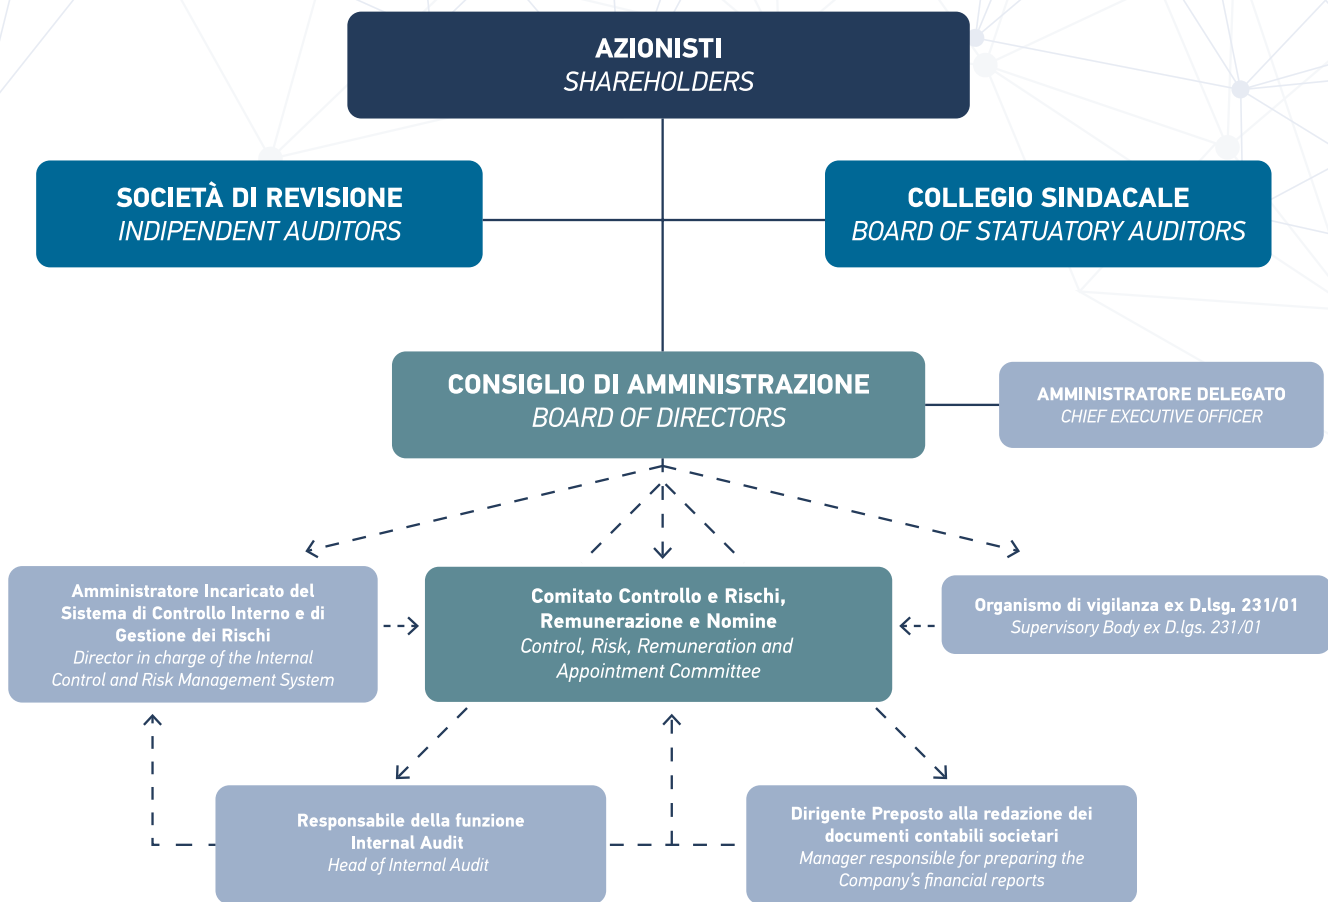 AZIONISTI
SHAREHOLDERS
SOCIETÀ DI REVISIONE
INDIPENDENT AUDITORS
COLLEGIO SINDACALE
BOARD OF STATUATORY AUDITORS
CONSIGLIO DI AMMINISTRAZIONE
BOARD OF DIRECTORS
AMMINISTRATORE DELEGATO
CHIEF EXECUTIVE OFFICER
Amministratore Incaricato del
Sistema di Controllo Interno e di
Gestione dei Rischi
Director in charge of the Internal
Control and Risk Management System
Comitato Controllo e Rischi,
Remunerazione e Nomine
Control, Risk, Remuneration and
Appointment Committee
Organismo di vigilanza ex D.lsg. 231/01
Supervisory Body ex D.lgs. 231/01
Responsabile della funzione
Internal Audit
Head of Internal Audit
Dirigente Preposto alla redazione dei
documenti contabili societari
Manager responsible for preparing the
Company's financial reports